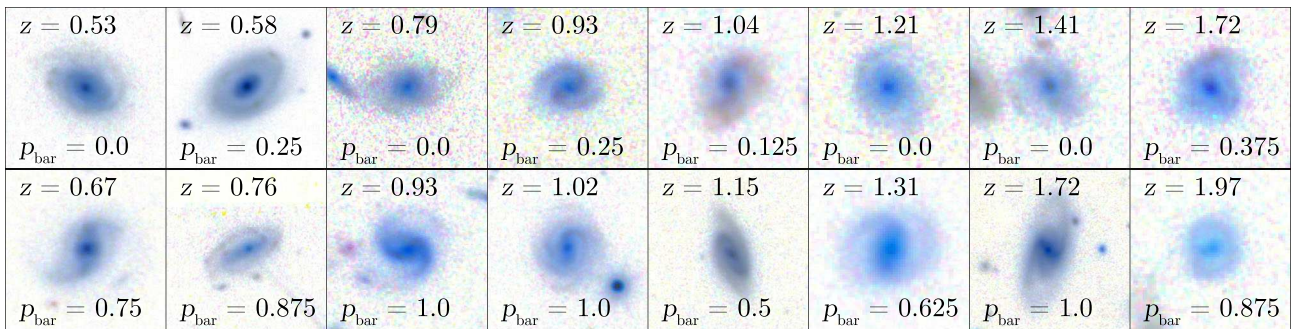 z = 0.53
z = 0.58
z = 0.79
z = 0.93
z = 1.04
z = 1.21
z = 1.41
z = 1.72
p_bar = 0.0
p_bar = 0.25
p_bar = 0.0
p_bar = 0.25
p_bar = 0.125
p_bar = 0.0
p_bar = 0.0
p_bar = 0.375
z = 0.67
z = 0.76
z = 0.93
z = 1.02
z = 1.15
z = 1.31
z = 1.72
z = 1.97
p_bar = 0.75
p_bar = 0.875
p_bar = 1.0
p_bar = 1.0
p_bar = 0.5
p_bar = 0.625
p_bar = 1.0
p_bar = 0.875